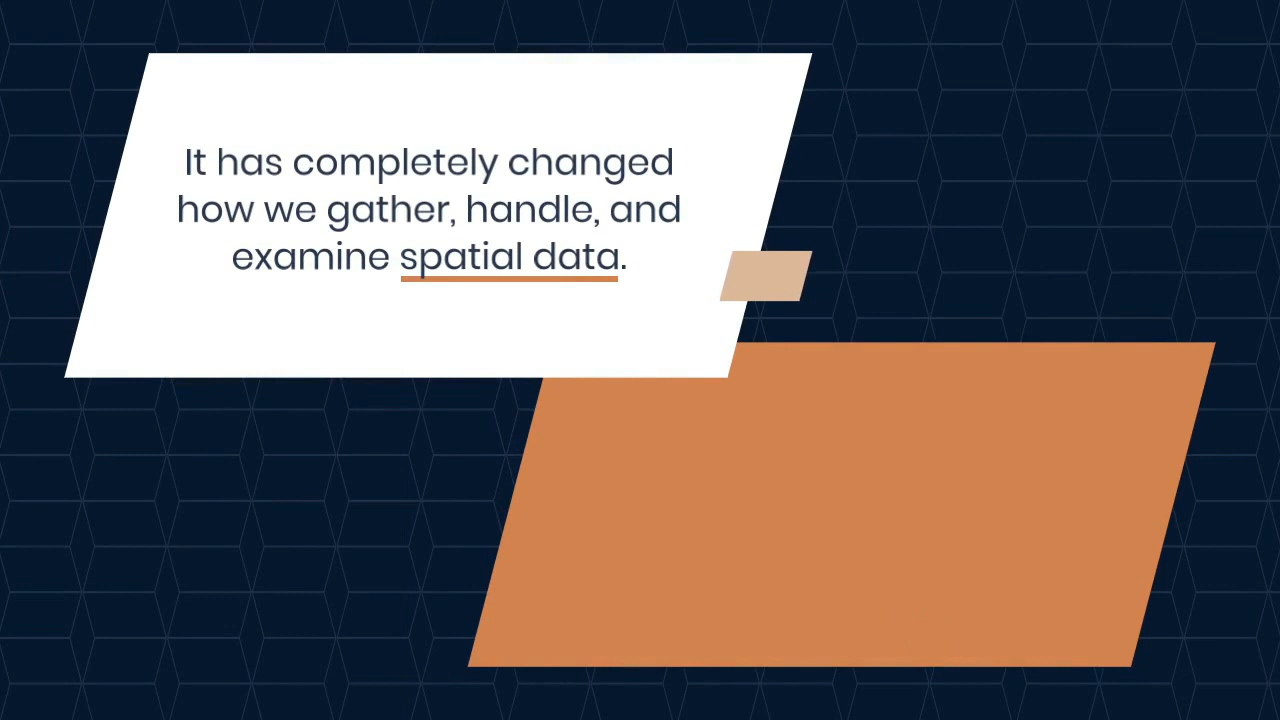 It has completely changed
how we gather, handle, and
examine spatial data.